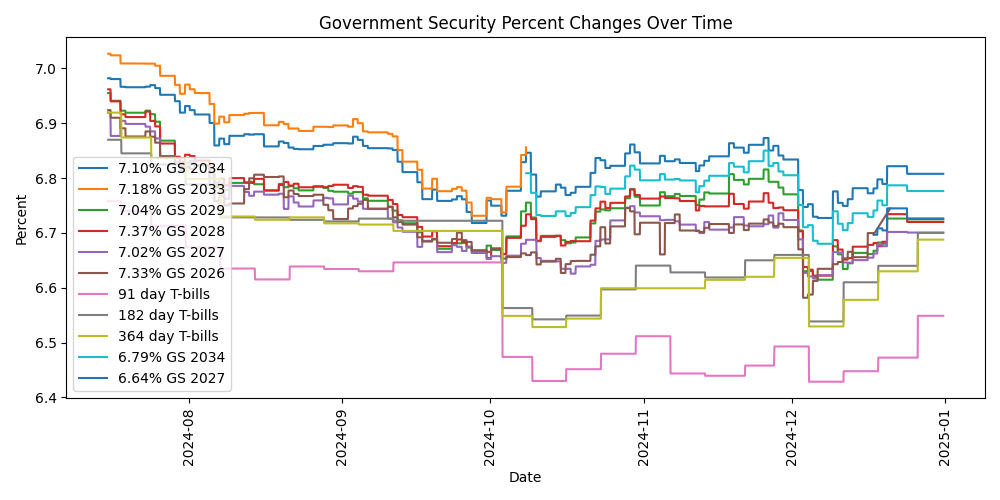 Government Security Percent Changes Over Time
Percent
7.0
6.9
6.8
6.7
6.6
6.5
6.4
7.10% GS 2034
7.18% GS 2033
7.04% GS 2029
7.37% GS 2028
7.02% GS 2027
7.33% GS 2026
91 day T-bills
182 day T-bills
364 day T-bills
6.79% GS 2034
6.64% GS 2027
2024-08
2024-09
2024-10
2024-11
2024-12
2025-01
Date